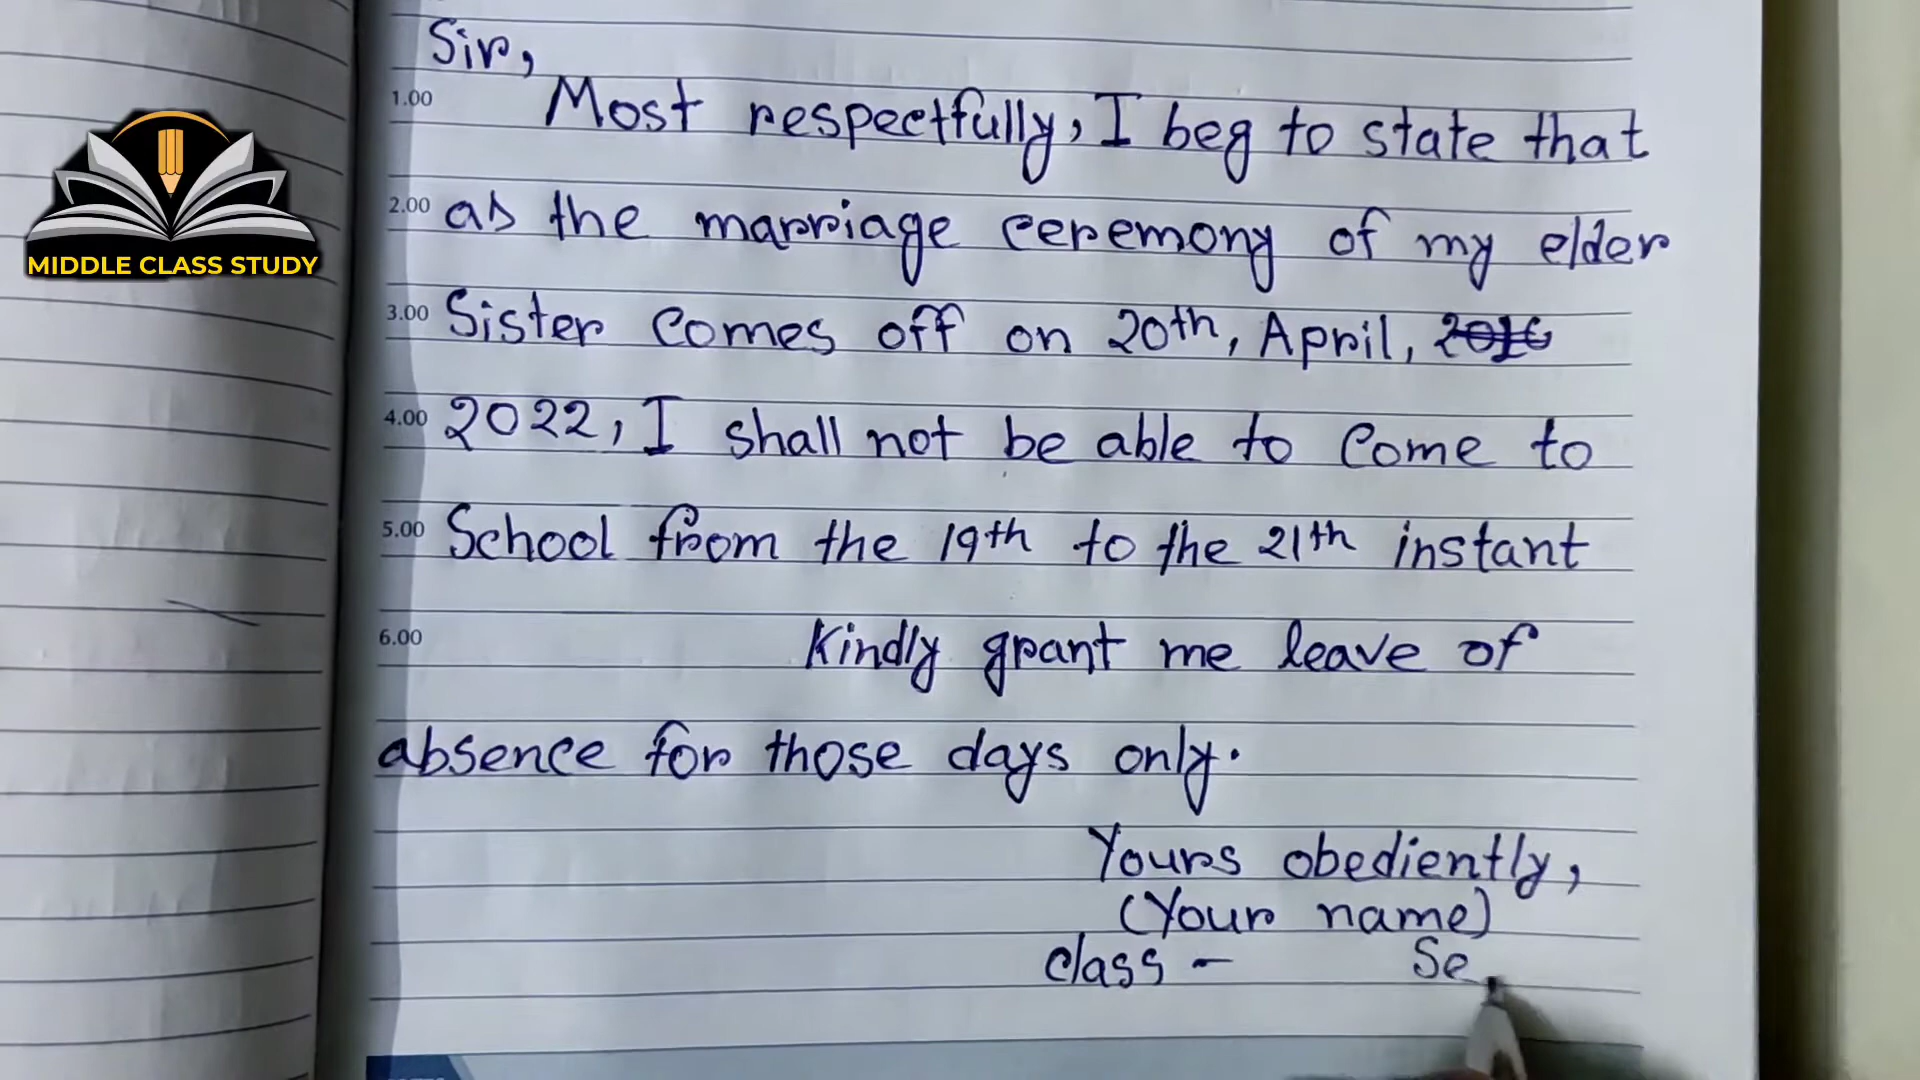 Sir,
1.00 Most respectfully, I beg to state that
2.00 as the marriage ceremony of my elder
3.00 Sister comes off on 20th, April, 2016
4.00 2022, I shall not be able to come to
5.00 School from the 19th to the 21th instant
6.00 Kindly grant me leave of
absence for those days only.
Yours obediently,
(Your name)
class - Se
MIDDLE CLASS STUDY